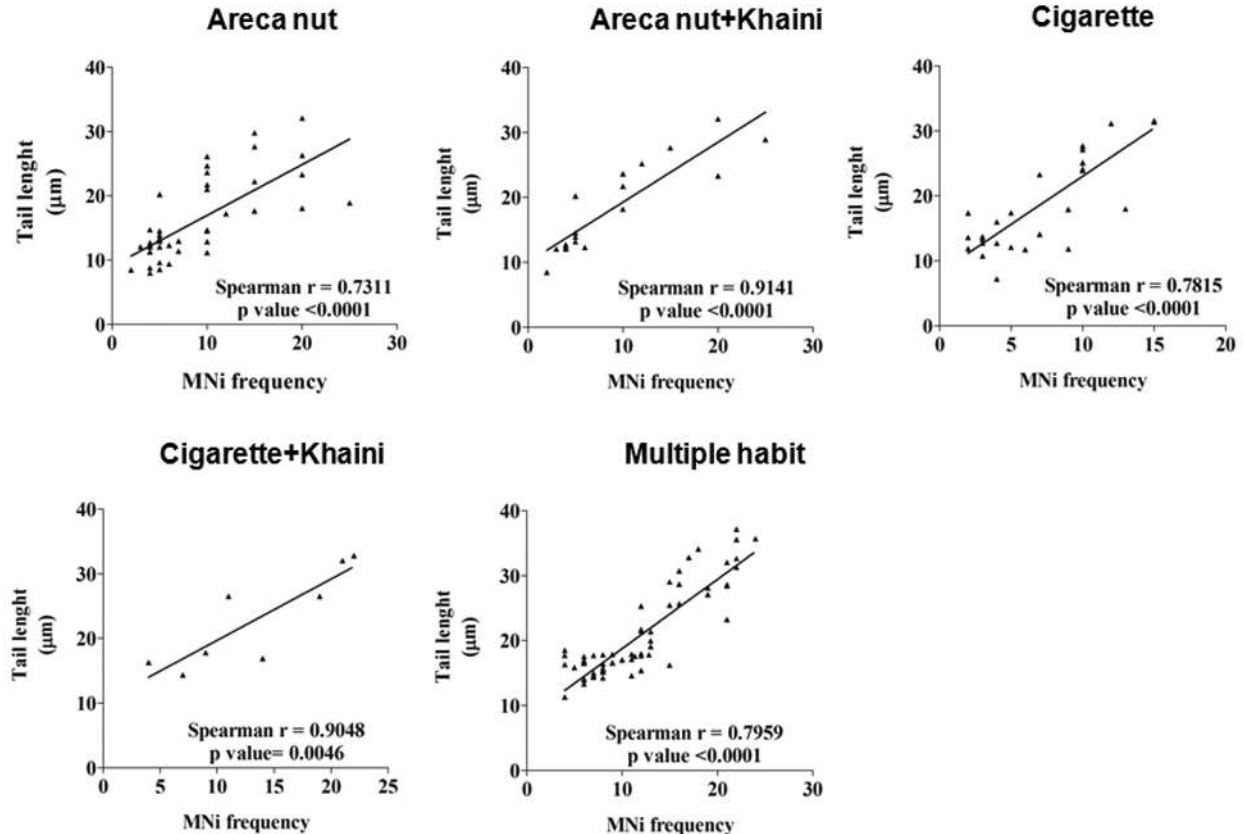 Areca nut
40
30
20
10
0
Tail lenght
(μm)
Spearman r = 0.7311
p value <0.0001
0 10 20 30
MNi frequency
Areca nut+Khaini
40
30
20
10
0
Tail lenght
(μm)
Spearman r = 0.9141
p value <0.0001
0 10 20 30
MNi frequency
Cigarette
40
30
20
10
0
Tail lenght
(μm)
Spearman r = 0.7815
p value <0.0001
0 5 10 15 20
MNi frequency
Cigarette+Khaini
40
30
20
10
0
Tail lenght
(μm)
Spearman r = 0.9048
p value= 0.0046
0 5 10 15 20 25
MNi frequency
Multiple habit
40
30
20
10
0
Tail lenght
(μm)
Spearman r = 0.7959
p value <0.0001
0 10 20 30
MNi frequency